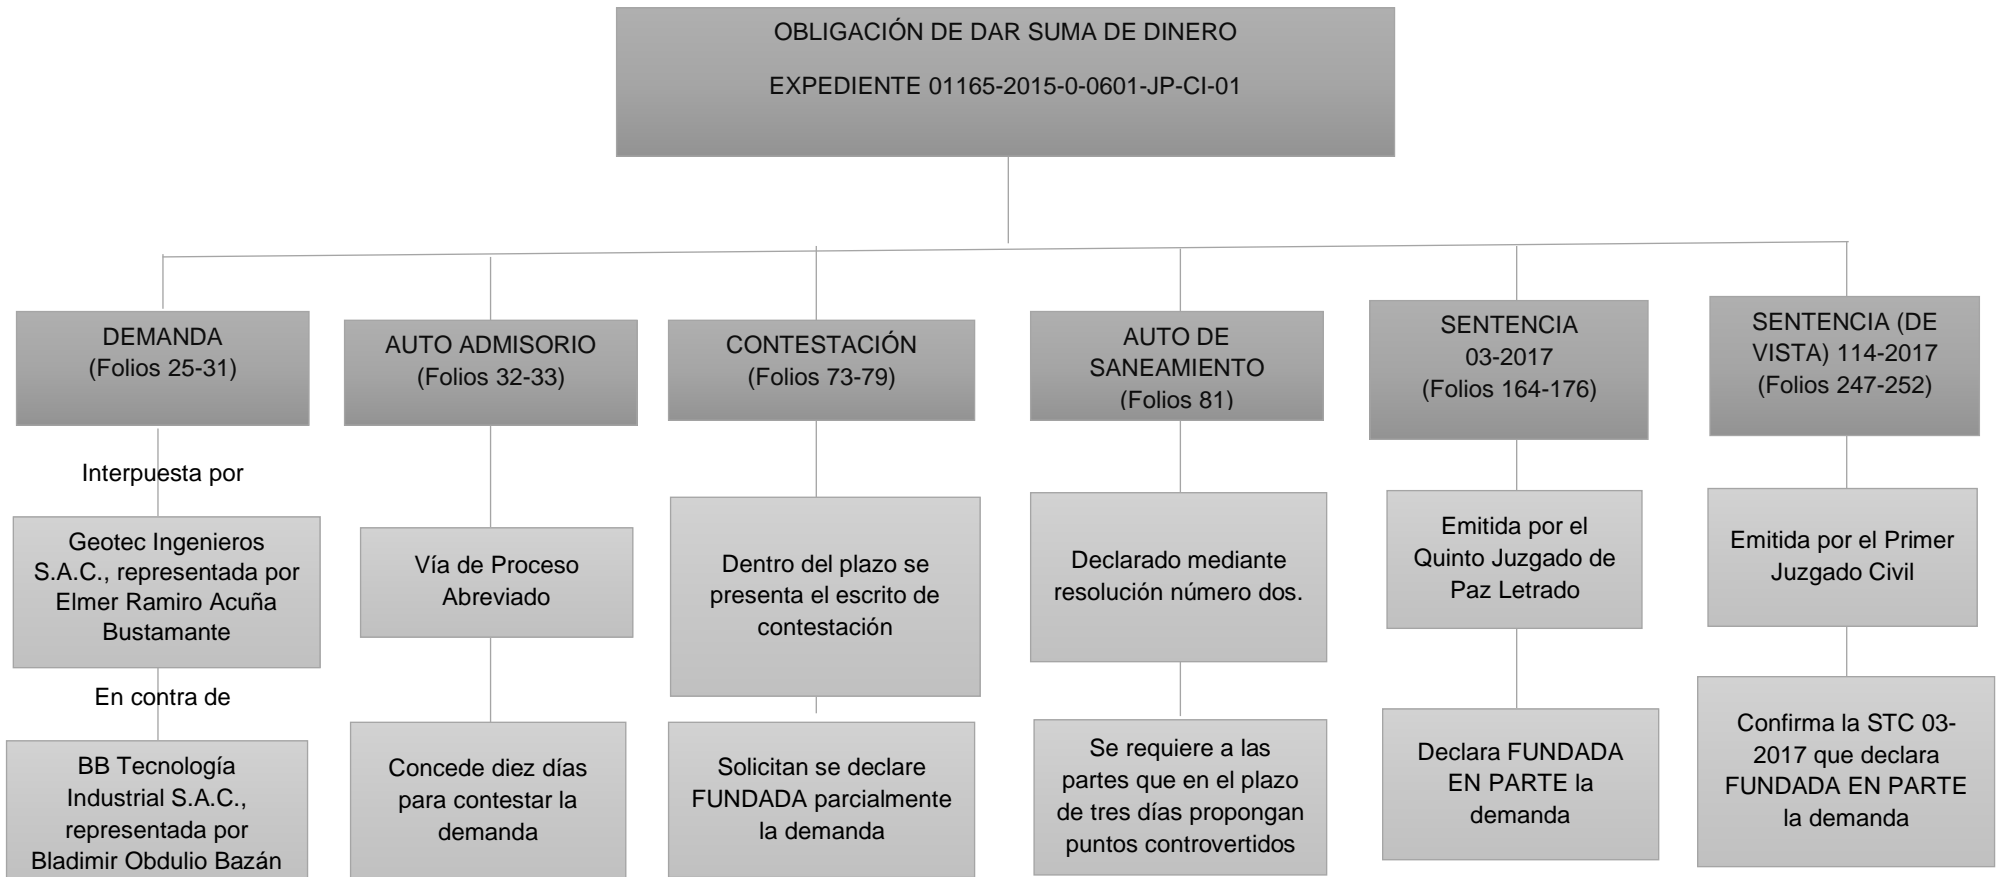 OBLIGACIÓN DE DAR SUMA DE DINERO
EXPEDIENTE 01165-2015-0-0601-JP-CI-01
DEMANDA
(Folios 25-31)
Interpuesta por
Geotec Ingenieros
S.A.C., representada por
Elmer Ramiro Acuña
Bustamante
En contra de
BB Tecnología
Industrial S.A.C.,
representada por
Bladimir Obdulio Bazán
AUTO ADMISORIO
(Folios 32-33)
Vía de Proceso
Abreviado
Concede diez días
para contestar la
demanda
CONTESTACIÓN
(Folios 73-79)
Dentro del plazo se
presenta el escrito de
contestación
Solicitan se declare
FUNDADA parcialmente
la demanda
AUTO DE
SANEAMIENTO
(Folios 81)
Declarado mediante
resolución número dos.
Se requiere a las
partes que en el plazo
de tres días propongan
puntos controvertidos
SENTENCIA
03-2017
(Folios 164-176)
Emitida por el
Quinto Juzgado de
Paz Letrado
Declara FUNDADA
EN PARTE la
demanda
SENTENCIA (DE
VISTA) 114-2017
(Folios 247-252)
Emitida por el Primer
Juzgado Civil
Confirma la STC 03-
2017 que declara
FUNDADA EN PARTE
la demanda